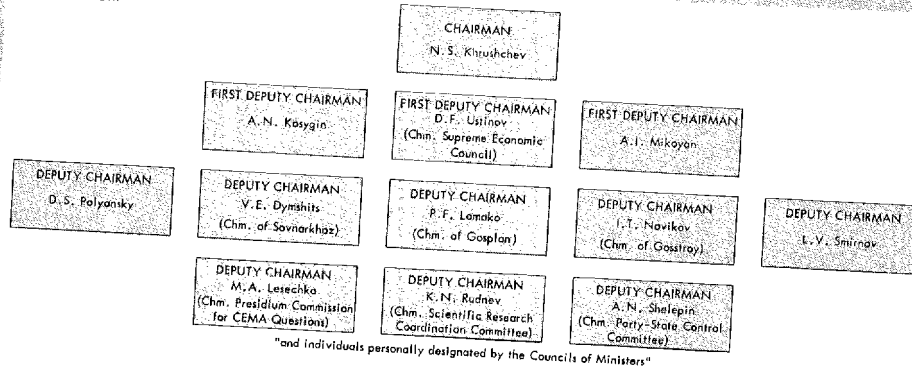 CHAIRMAN
N.S. Khrushchev
FIRST DEPUTY CHAIRMAN
A.N. Kosygin
FIRST DEPUTY CHAIRMAN
D.F. Ustinov
(Chm. Supreme Economic
Council)
FIRST DEPUTY CHAIRMAN
A.I. Mikoyan
DEPUTY CHAIRMAN
D.S. Polyansky
DEPUTY CHAIRMAN
V.E. Dymshits
(Chm. of Sovnarkhoz)
DEPUTY CHAIRMAN
P.F. Lomako
(Chm. of Gosplan)
DEPUTY CHAIRMAN
I.T. Novikov
(Chm. of Gosstroy)
DEPUTY CHAIRMAN
L.V. Smirnov
DEPUTY CHAIRMAN
M.A. Lesechko
(Chm. Presidium Commission
for CEMA Questions)
DEPUTY CHAIRMAN
K.N. Rudnev
(Chm. Scientific Research
Coordination Committee)
DEPUTY CHAIRMAN
A.N. Shelepin
(Chm. Party-State Control
Committee)
"and individuals personally designated by the Councils of Ministers"